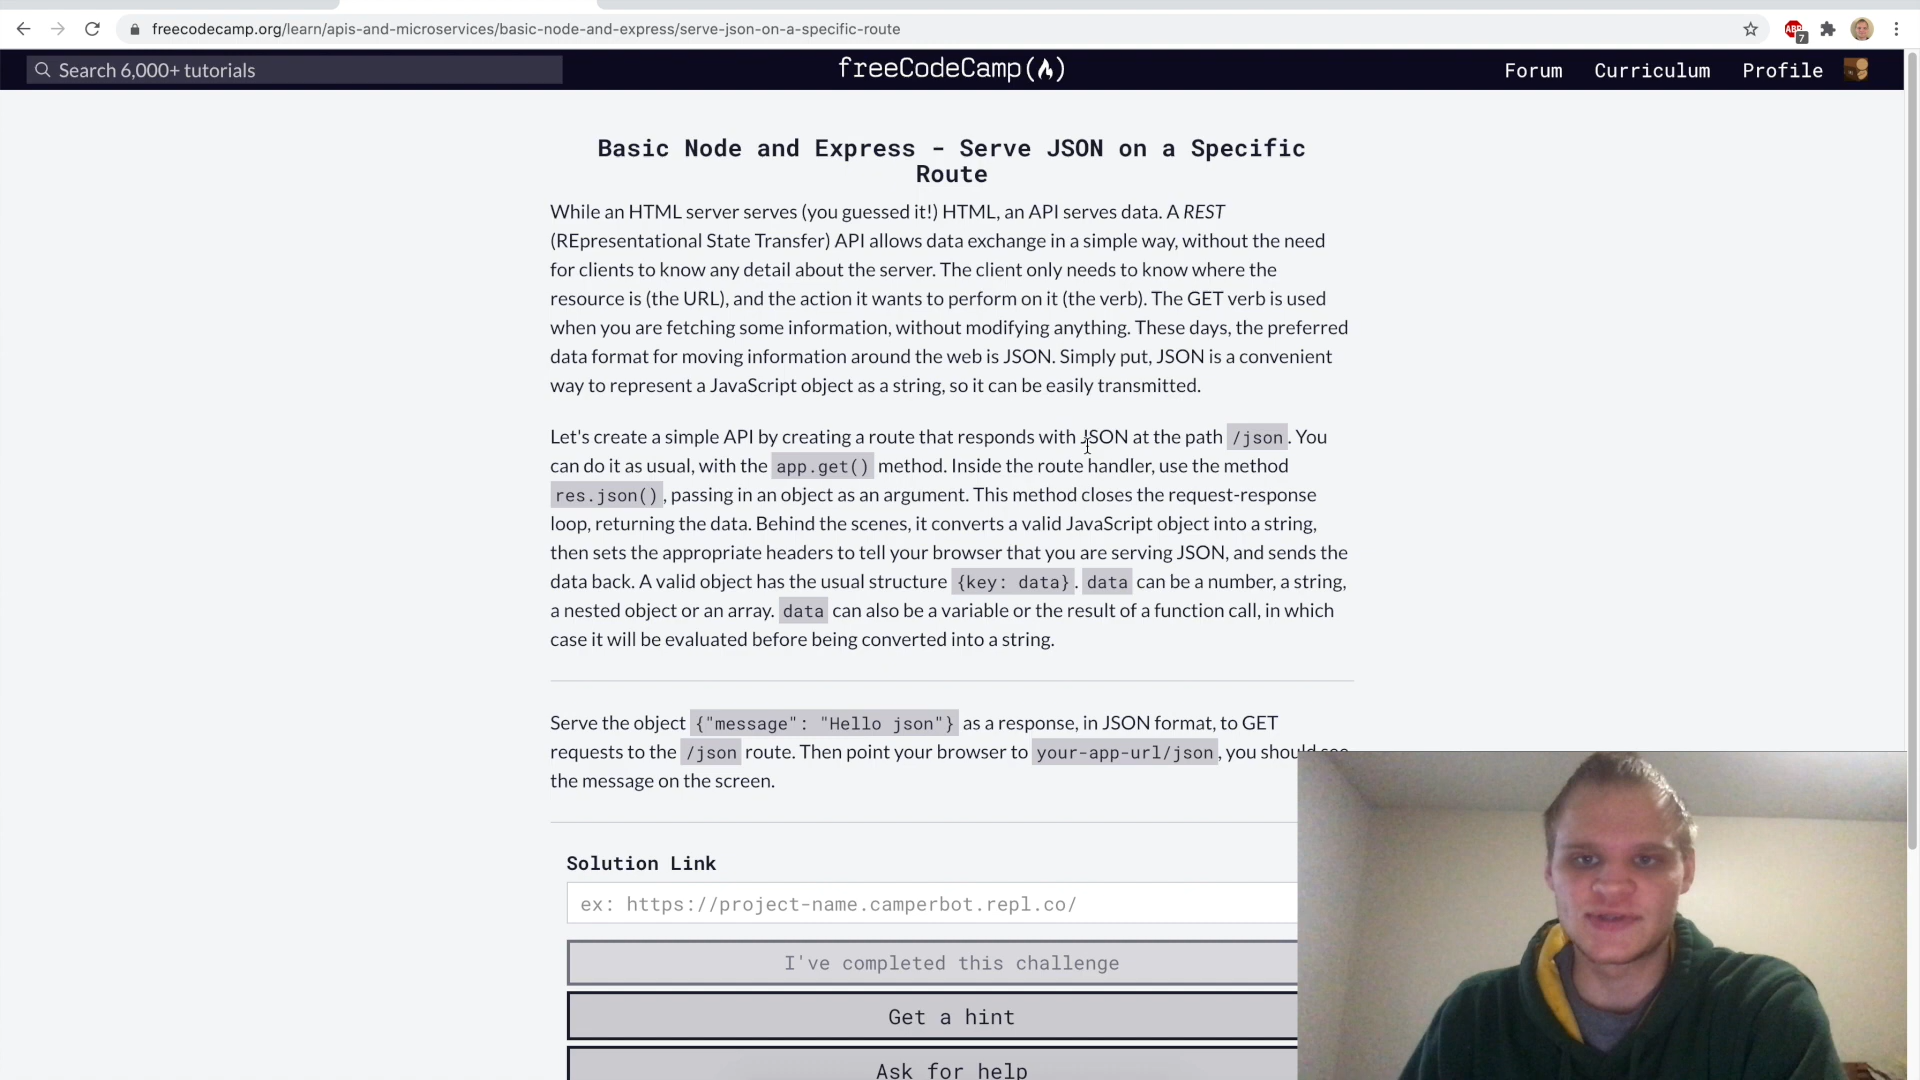 freecodecamp.org/learn/apis-and-microservices/basic-node-and-express/serve-json-on-a-specific-route
ABP
7
Search 6,000+ tutorials
freeCodeCamp
Forum
Curriculum
Profile
Basic Node and Express - Serve JSON on a Specific
Route
While an HTML server serves (you guessed it!) HTML, an API serves data. A REST
(REpresentational State Transfer) API allows data exchange in a simple way, without the need
for clients to know any detail about the server. The client only needs to know where the
resource is (the URL), and the action it wants to perform on it (the verb). The GET verb is used
when you are fetching some information, without modifying anything. These days, the preferred
data format for moving information around the web is JSON. Simply put, JSON is a convenient
way to represent a JavaScript object as a string, so it can be easily transmitted.
Let's create a simple API by creating a route that responds with JSON at the path /json. You
can do it as usual, with the app.get() method. Inside the route handler, use the method
res.json(), passing in an object as an argument. This method closes the request-response
loop, returning the data. Behind the scenes, it converts a valid JavaScript object into a string,
then sets the appropriate headers to tell your browser that you are serving JSON, and sends the
data back. A valid object has the usual structure {key: data}. data can be a number, a string,
a nested object or an array. data can also be a variable or the result of a function call, in which
case it will be evaluated before being converted into a string.
Serve the object {"message": "Hello json"} as a response, in JSON format, to GET
requests to the /json route. Then point your browser to your-app-url/json, you should see
the message on the screen.
Solution Link
ex: https://project-name.camperbot.repl.co/
I've completed this challenge
Get a hint
Ask for help